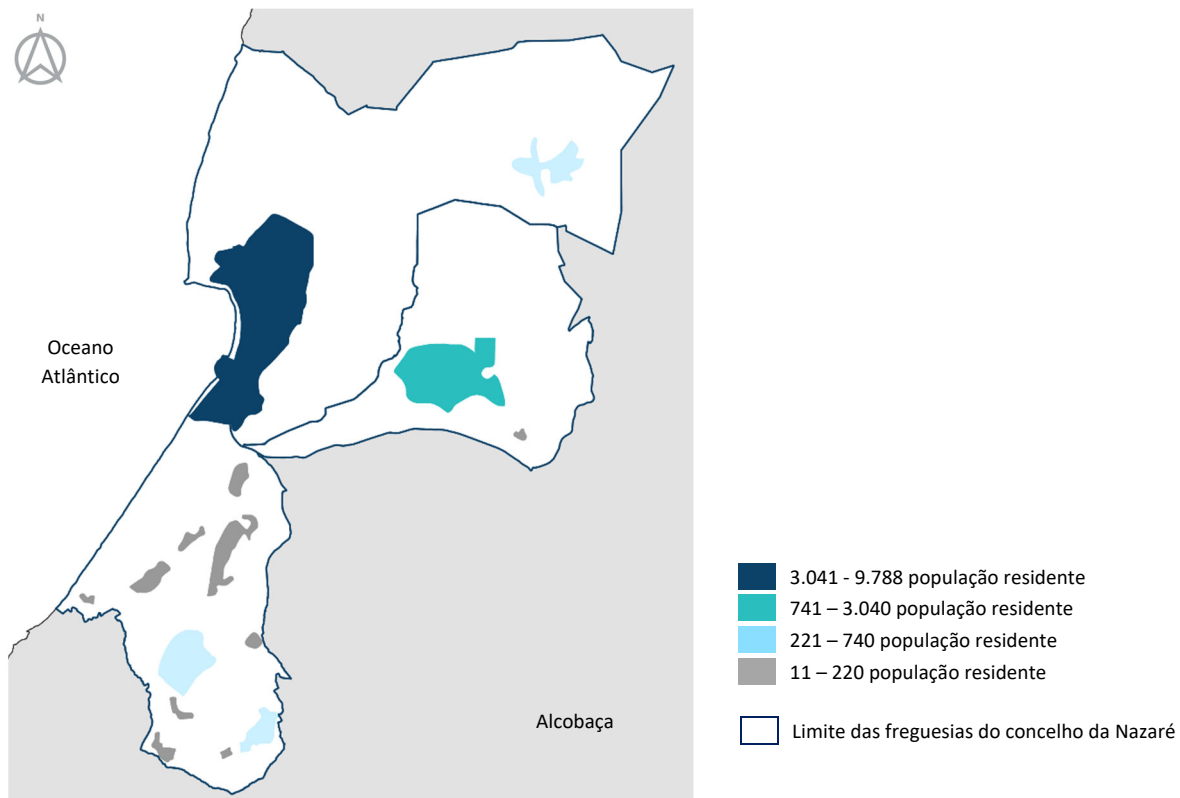 N
Oceano
Atlântico
Alcobaça
3.041 - 9.788 população residente
741 – 3.040 população residente
221 – 740 população residente
11 – 220 população residente
Limite das freguesias do concelho da Nazaré